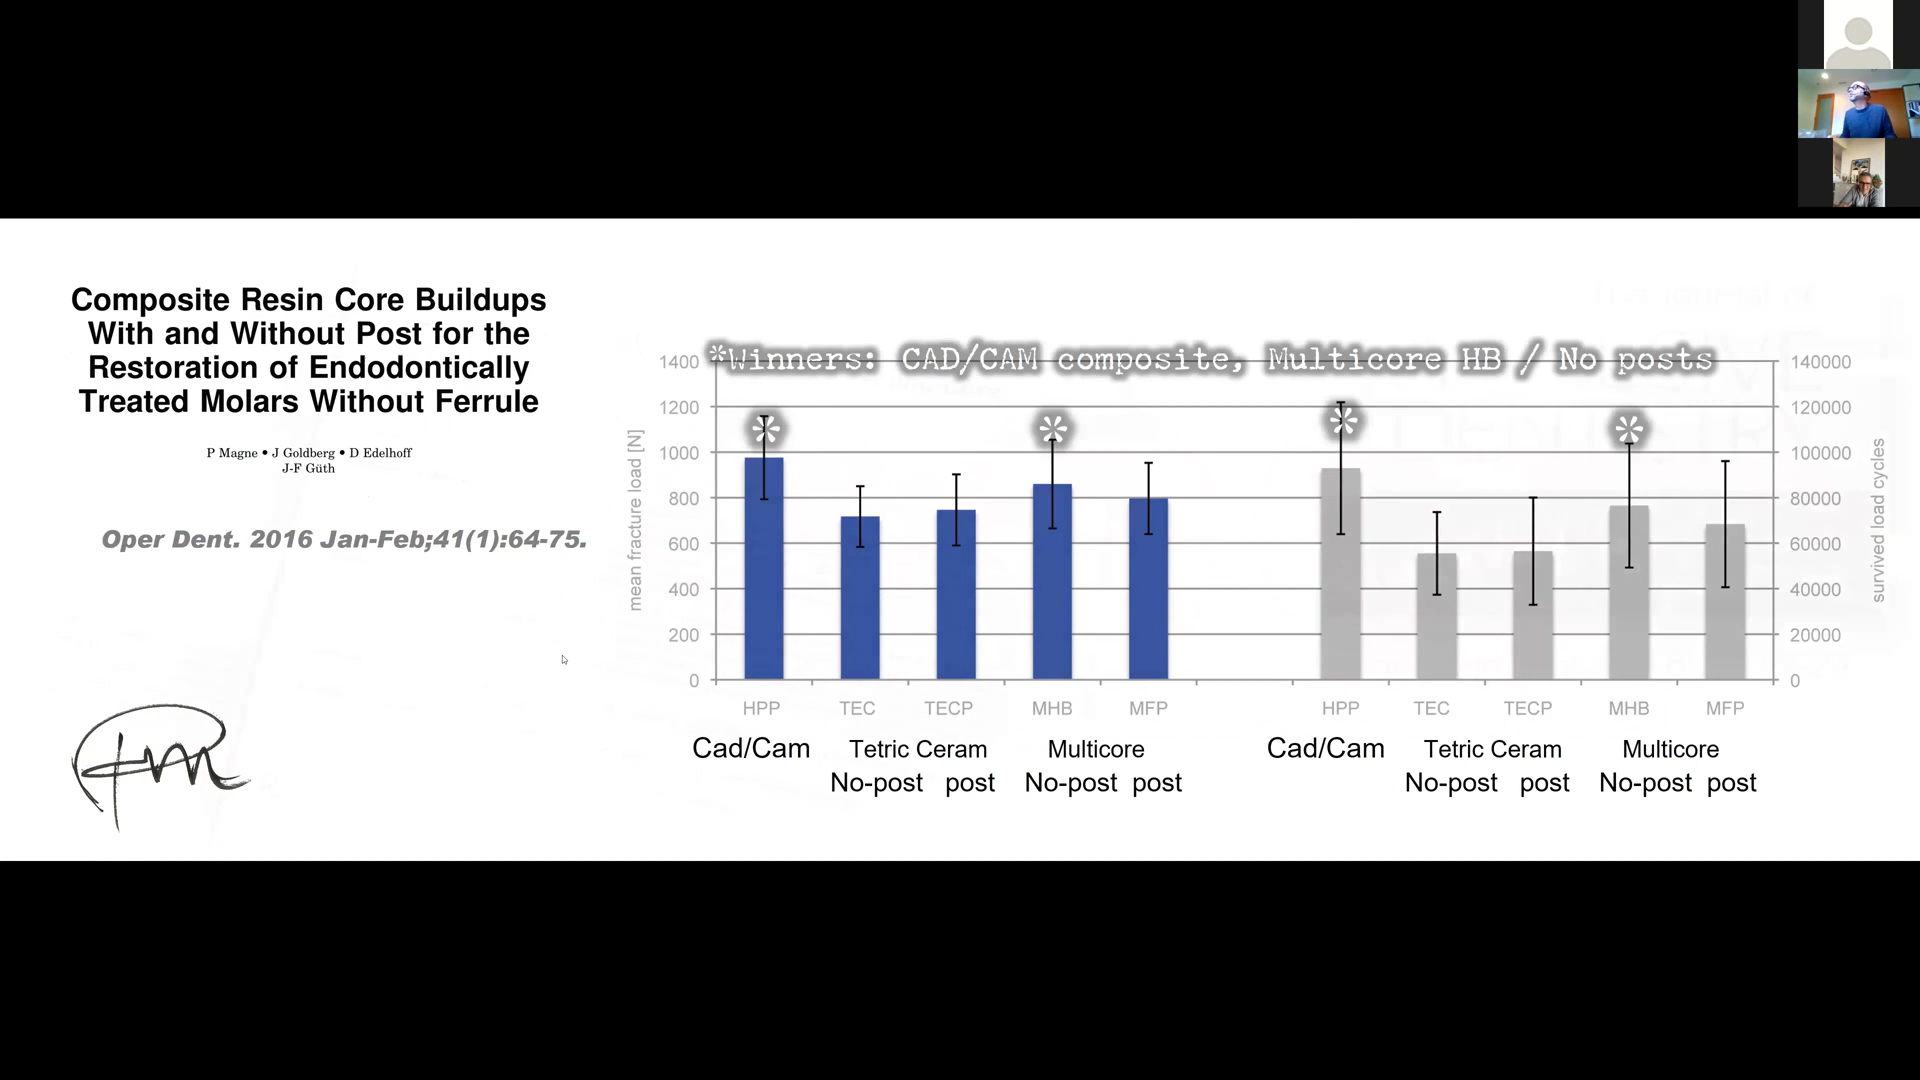 Composite Resin Core Buildups
With and Without Post for the
Restoration of Endodontically
Treated Molars Without Ferrule
P Magne • J Goldberg • D Edelhoff
J-F Güth
Oper Dent. 2016 Jan-Feb;41(1):64-75.
*Winners: CAD/CAM composite, Multicore HB / No posts
mean fracture load [N]
1400
1200
1000
800
600
400
200
0
* * * *
140000
120000
100000
80000
60000
40000
20000
0
survived load cycles
HPP TEC TECP MHB MFP HPP TEC TECP MHB MFP
Cad/Cam Tetric Ceram Multicore Cad/Cam Tetric Ceram Multicore
No-post post No-post post No-post post No-post post